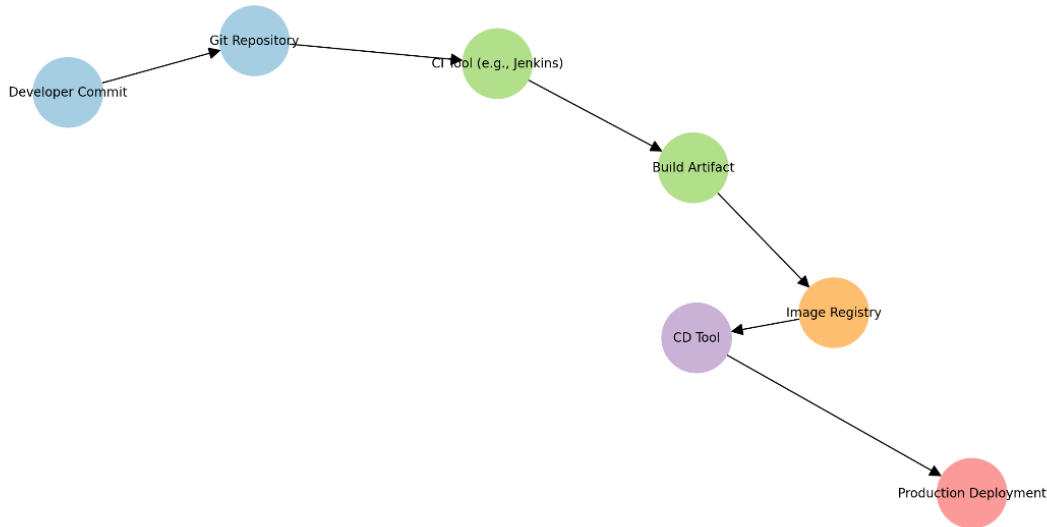 Developer Commit
Git Repository
CI Tool (e.g., Jenkins)
Build Artifact
Image Registry
CD Tool
Production Deployment